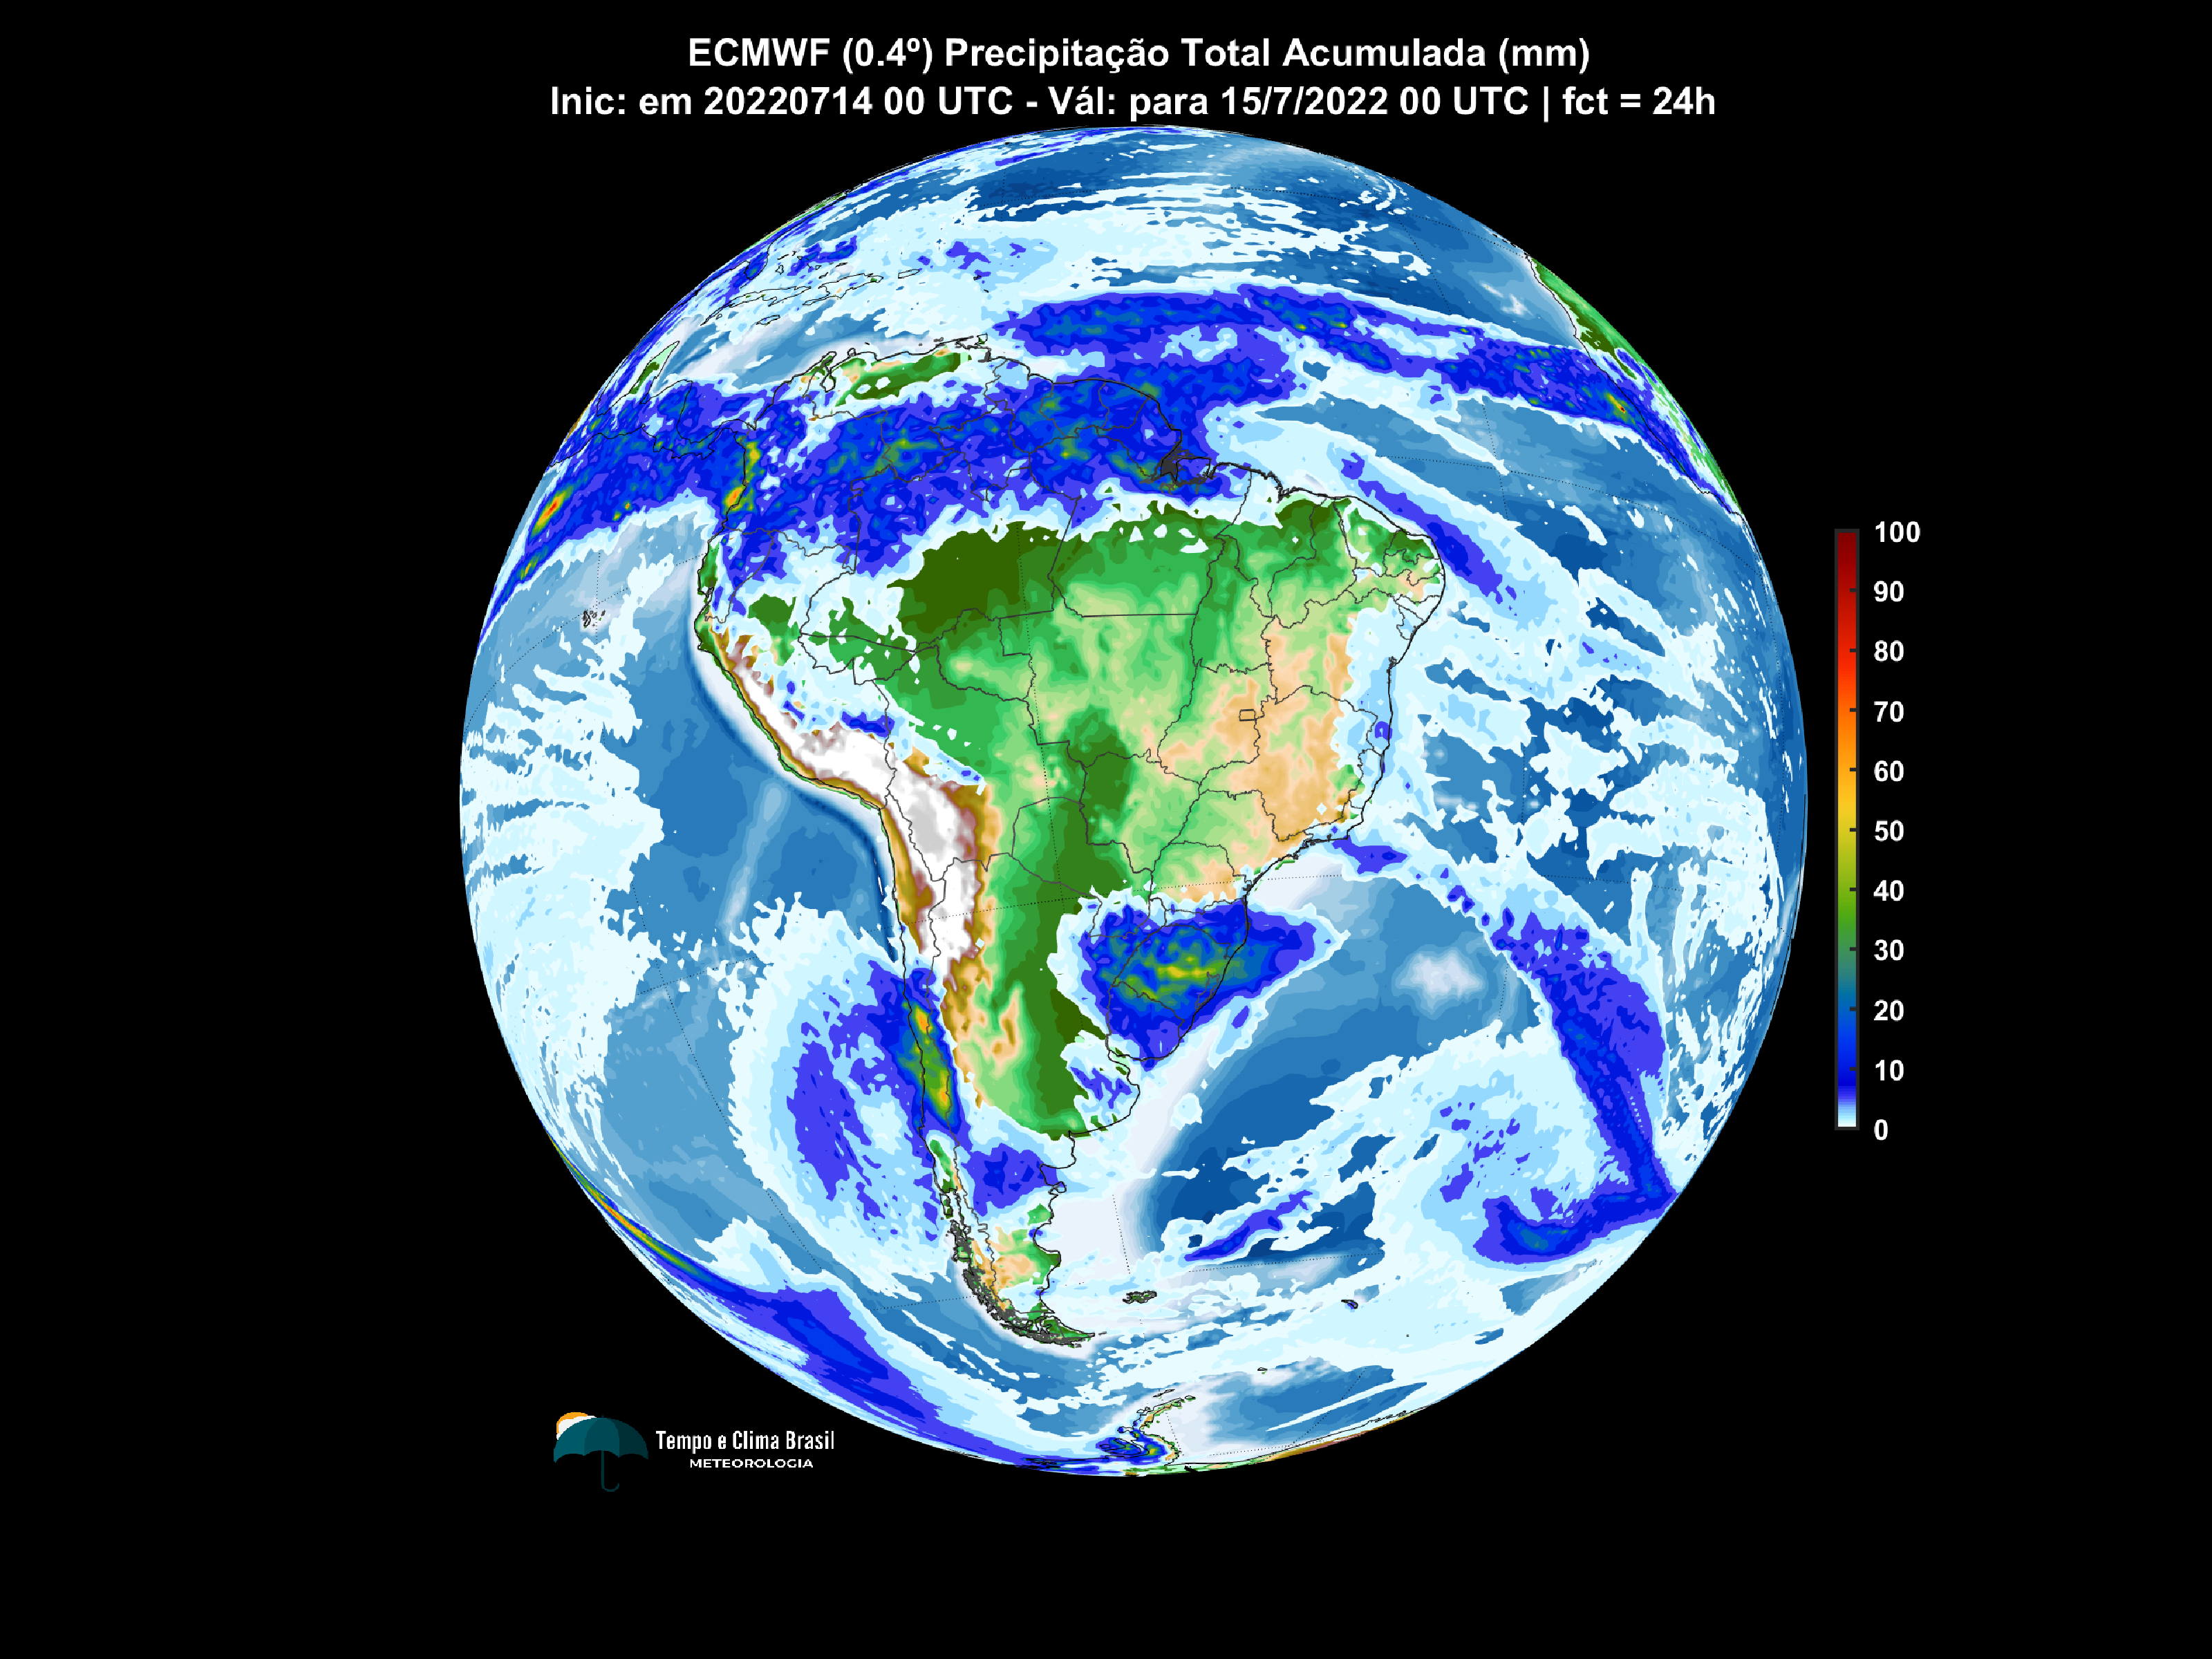 ECMWF (0.4º) Precipitação Total Acumulada (mm)
Inic: em 20220714 00 UTC - Vál: para 15/7/2022 00 UTC | fct = 24h
100
90
80
70
60
50
40
30
20
10
0
Tempo e Clima Brasil
METEOROLOGIA